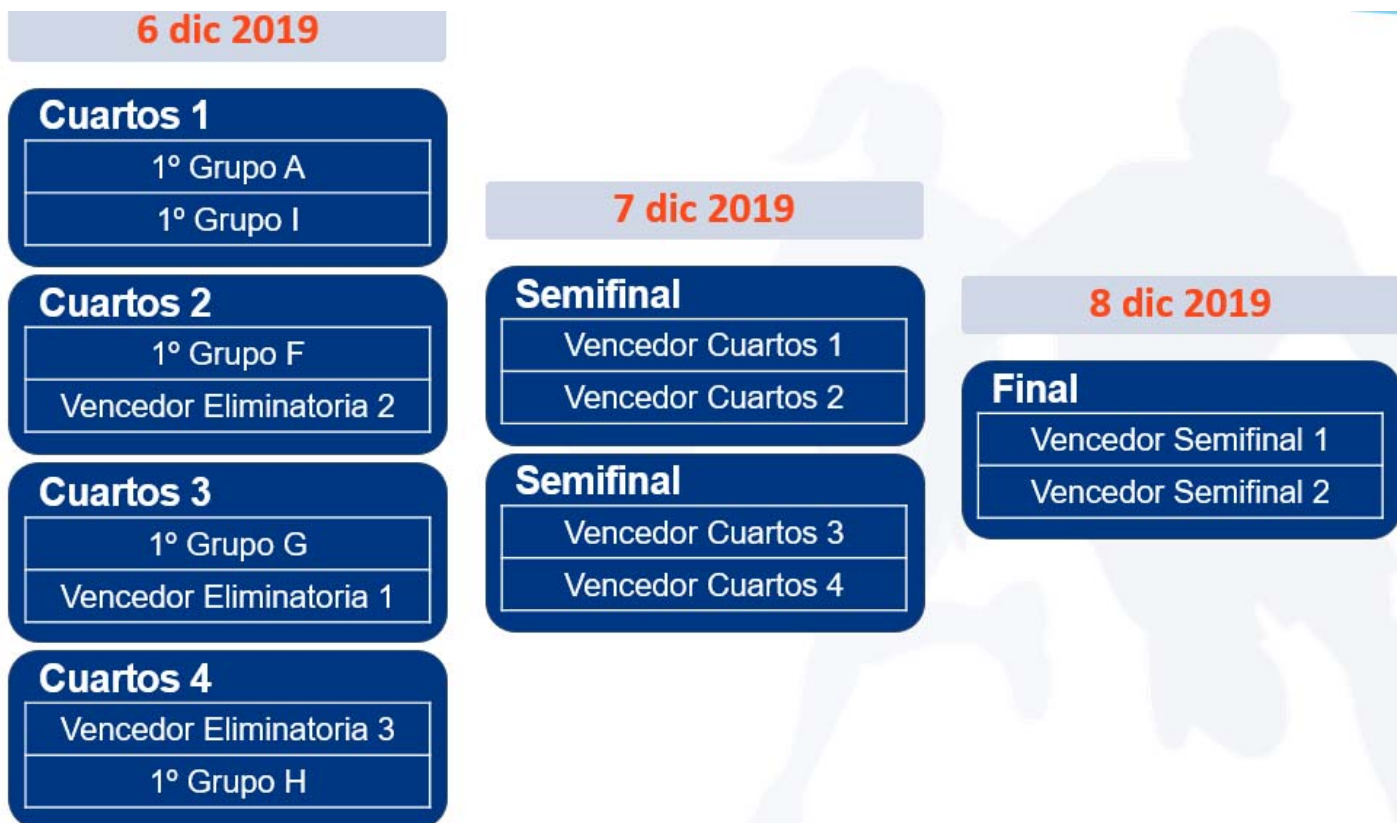 6 dic 2019
Cuartos 1
1º Grupo A
1º Grupo I
Cuartos 2
1º Grupo F
Vencedor Eliminatoria 2
Cuartos 3
1º Grupo G
Vencedor Eliminatoria 1
Cuartos 4
Vencedor Eliminatoria 3
1º Grupo H
7 dic 2019
Semifinal
Vencedor Cuartos 1
Vencedor Cuartos 2
Semifinal
Vencedor Cuartos 3
Vencedor Cuartos 4
8 dic 2019
Final
Vencedor Semifinal 1
Vencedor Semifinal 2